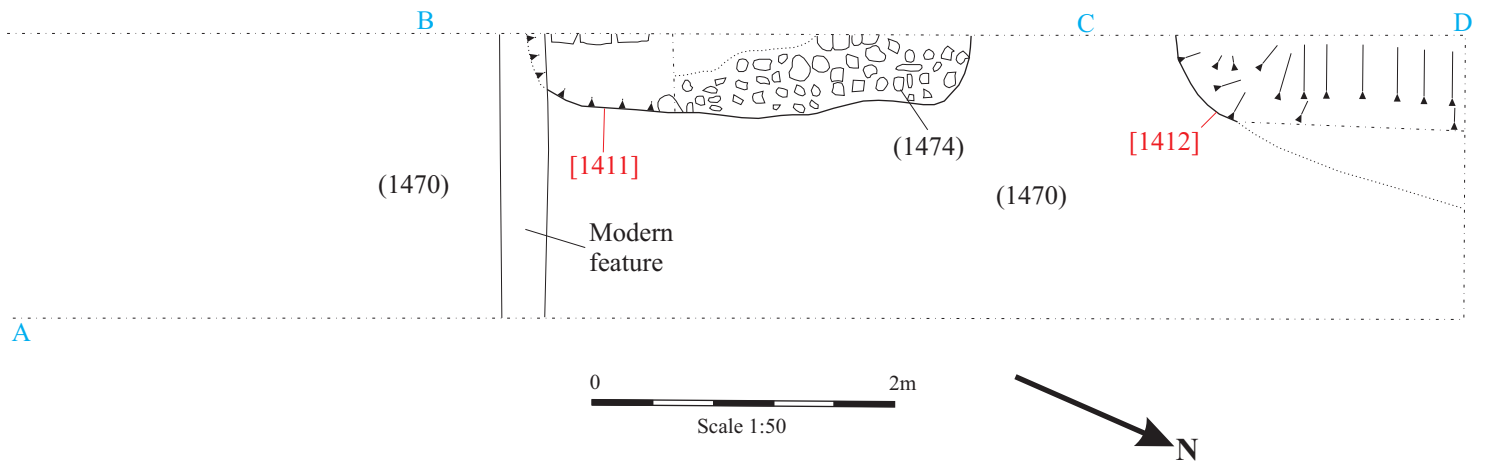 B
C
D
(1474)
[1411]
[1412]
(1470)
(1470)
Modern
feature
A
0
2m
Scale 1:50
N